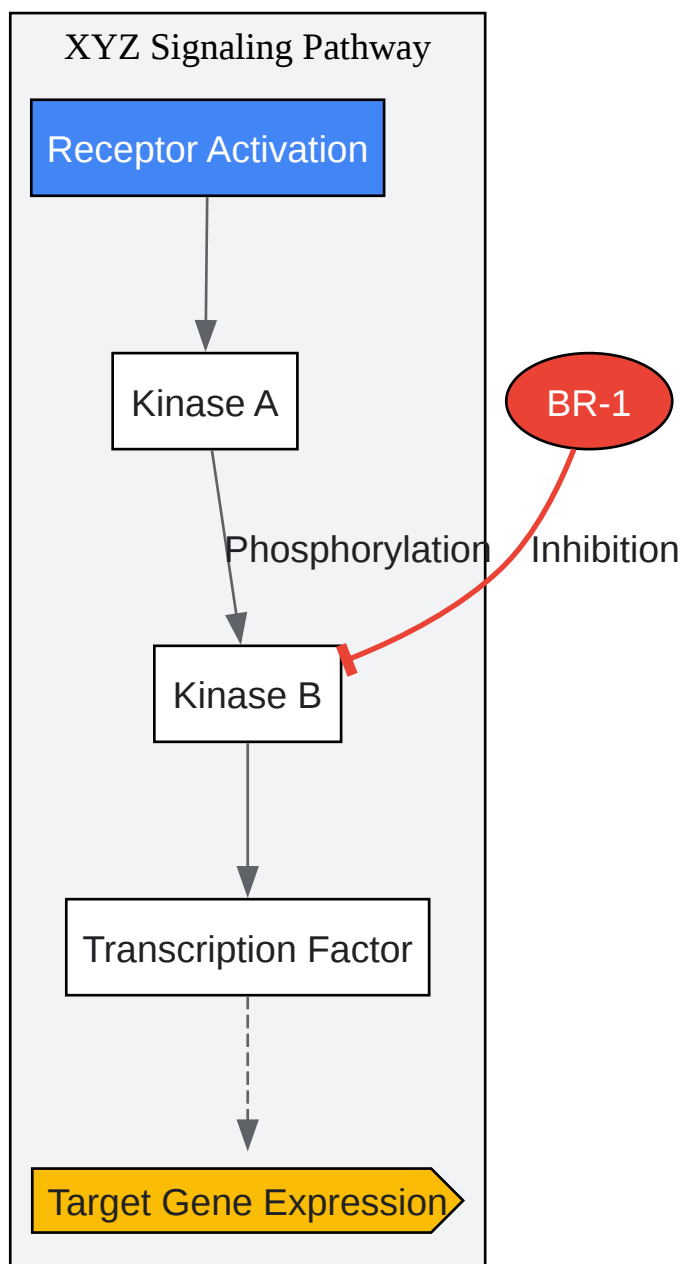 XYZ Signaling Pathway
Receptor Activation
Kinase A
BR-1
Phosphorylation
Inhibition
Kinase B
Transcription Factor
Target Gene Expression